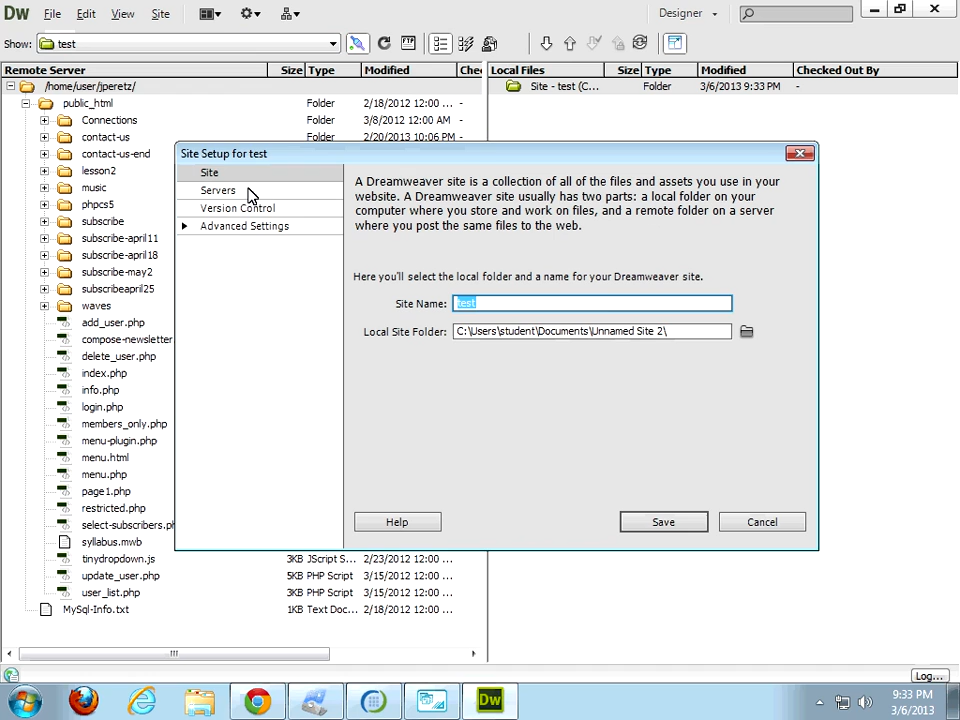 Dw File Edit View Site Designer
Show: test
Remote Server Size Type Modified Chec
Local Files Size Type Modified Checked Out By
/home/user/jperetz/
Site - test (C... Folder 3/6/2013 9:33 PM -
public_html Folder 2/18/2012 12:00 ... -
Connections Folder 3/8/2012 12:00 AM -
contact-us Folder 2/20/2013 10:06 PM -
contact-us-end
lesson2
music
phpcs5
subscribe
subscribe-april11
subscribe-april18
subscribe-may2
subscribeapril25
waves
add_user.php
compose-newsletter
delete_user.php
index.php
info.php
login.php
members_only.php
menu-plugin.php
menu.html
menu.php
page1.php
restricted.php
select-subscribers.ph
syllabus.mwb
tinydropdown.js 3KB JScript S... 2/23/2012 12:00 ...
update_user.php 5KB PHP Script 3/15/2012 12:00 ...
user_list.php 3KB PHP Script 3/15/2012 12:00 ...
MySql-Info.txt 1KB Text Doc... 2/18/2012 12:00 ...
Site Setup for test
Site
Servers
Version Control
Advanced Settings
A Dreamweaver site is a collection of all of the files and assets you use in your
website. A Dreamweaver site usually has two parts: a local folder on your
computer where you store and work on files, and a remote folder on a server
where you post the same files to the web.
Here you'll select the local folder and a name for your Dreamweaver site.
Site Name: test
Local Site Folder: C:\Users\student\Documents\Unnamed Site 2\
Help Save Cancel
Log...
Dw
9:33 PM
3/6/2013